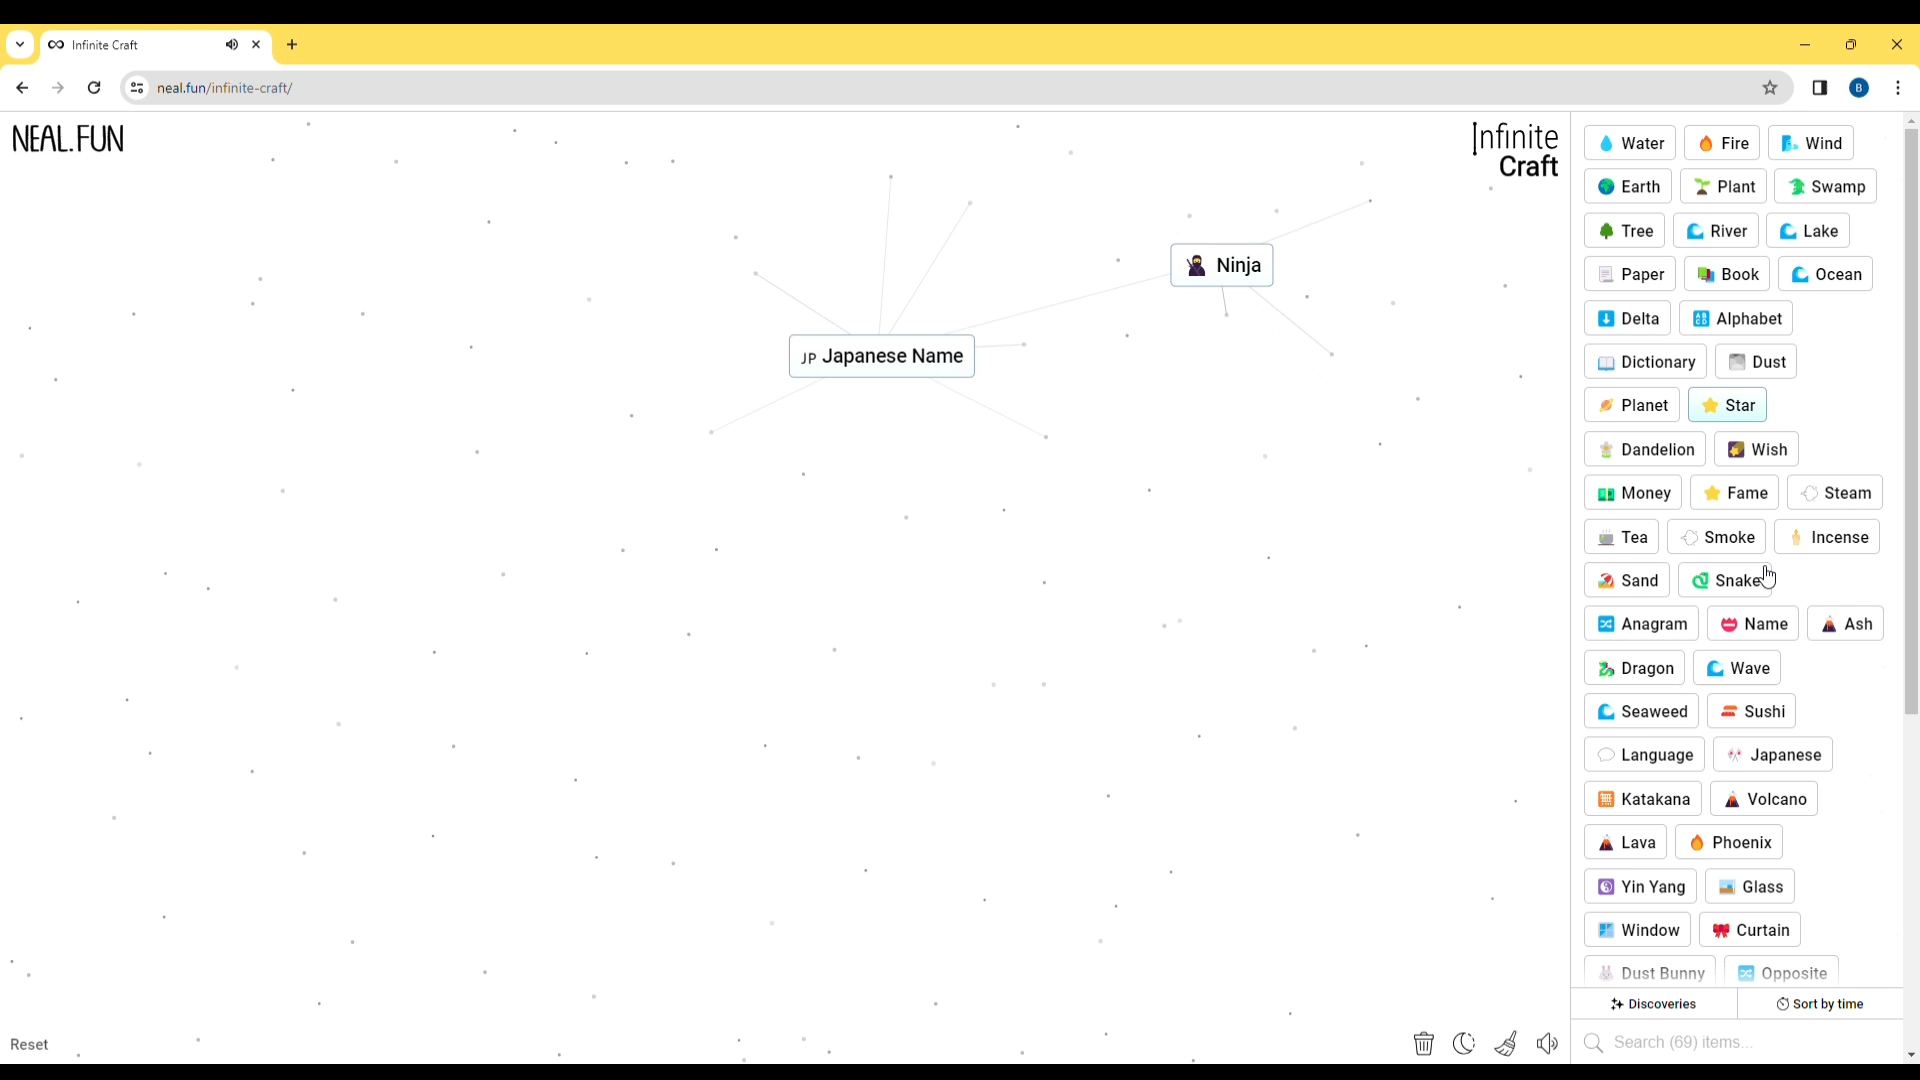 Infinite Craft
neal.fun/infinite-craft/
B
NEAL.FUN
Infinite
Craft
Ninja
JP Japanese Name
Water Fire Wind
Earth Plant Swamp
Tree River Lake
Paper Book Ocean
Delta Alphabet
Dictionary Dust
Planet Star
Dandelion Wish
Money Fame Steam
Tea Smoke Incense
Sand Snake
Anagram Name Ash
Dragon Wave
Seaweed Sushi
Language Japanese
Katakana Volcano
Lava Phoenix
Yin Yang Glass
Window Curtain
Dust Bunny Opposite
Discoveries Sort by time
Search (69) items...
Reset